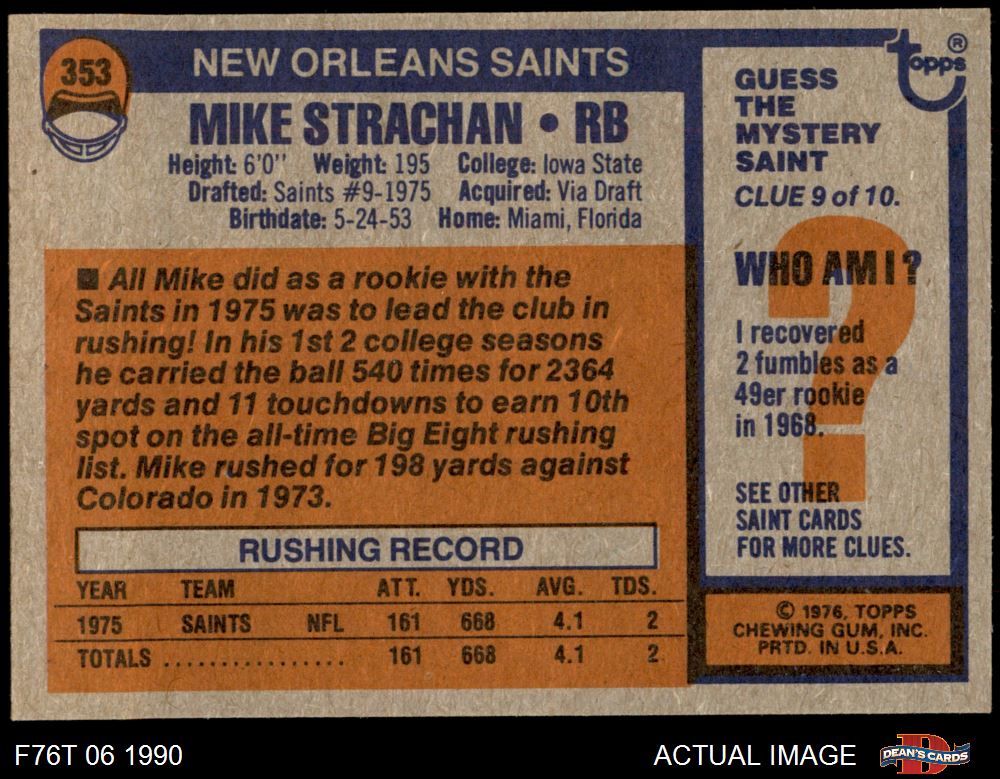 353
NEW ORLEANS SAINTS
MIKE STRACHAN • RB
Height: 6'0" Weight: 195 College: Iowa State
Drafted: Saints #9-1975 Acquired: Via Draft
Birthdate: 5-24-53 Home: Miami, Florida
■ All Mike did as a rookie with the
Saints in 1975 was to lead the club in
rushing! In his 1st 2 college seasons
he carried the ball 540 times for 2364
yards and 11 touchdowns to earn 10th
spot on the all-time Big Eight rushing
list. Mike rushed for 198 yards against
Colorado in 1973.
RUSHING RECORD
YEAR TEAM ATT. YDS. AVG. TDS.
1975 SAINTS NFL 161 668 4.1 2
TOTALS ................ 161 668 4.1 2
topps ®
GUESS
THE
MYSTERY
SAINT
CLUE 9 of 10.
?
WHO AM I?
I recovered
2 fumbles as a
49er rookie
in 1968.
SEE OTHER
SAINT CARDS
FOR MORE CLUES.
© 1976, TOPPS
CHEWING GUM, INC.
PRTD. IN U.S.A.
F76T 06 1990
ACTUAL IMAGE
D
DEAN'S CARDS